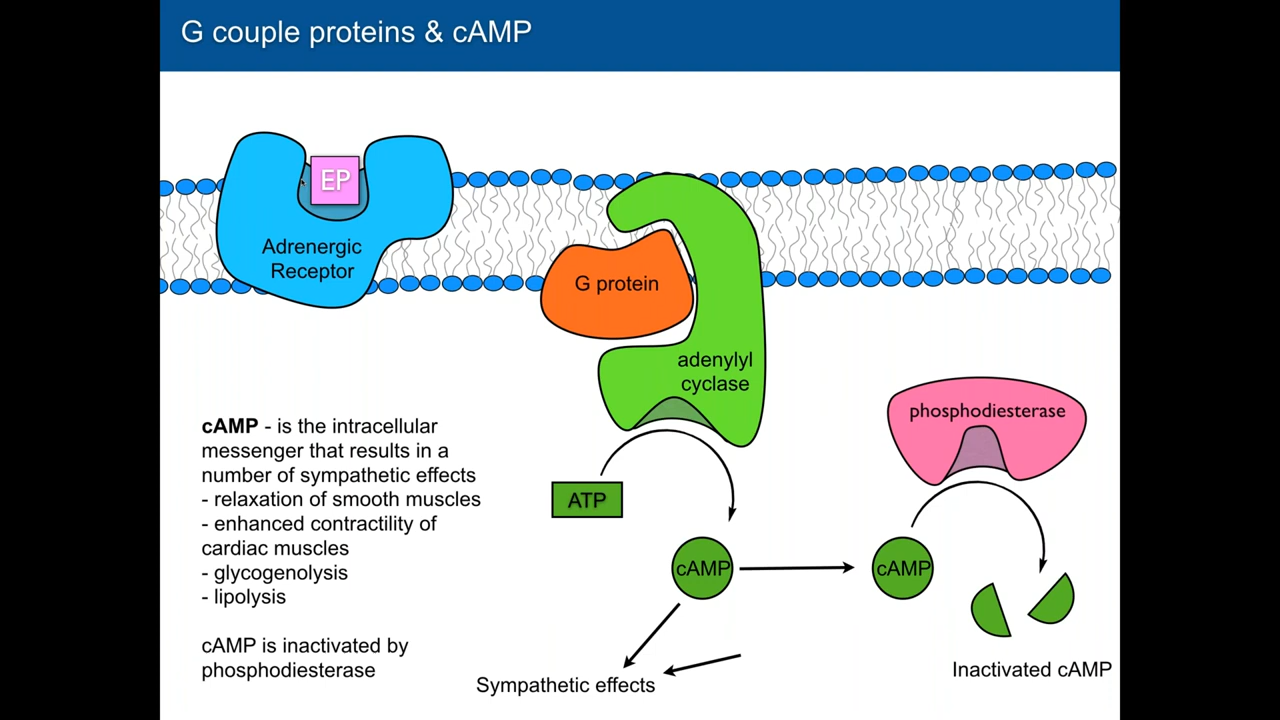 G couple proteins & cAMP
EP
Adrenergic
Receptor
G protein
adenylyl
cyclase
phosphodiesterase
cAMP - is the intracellular
messenger that results in a
number of sympathetic effects
- relaxation of smooth muscles
- enhanced contractility of
cardiac muscles
- glycogenolysis
- lipolysis
cAMP is inactivated by
phosphodiesterase
ATP
cAMP
cAMP
Sympathetic effects
Inactivated cAMP